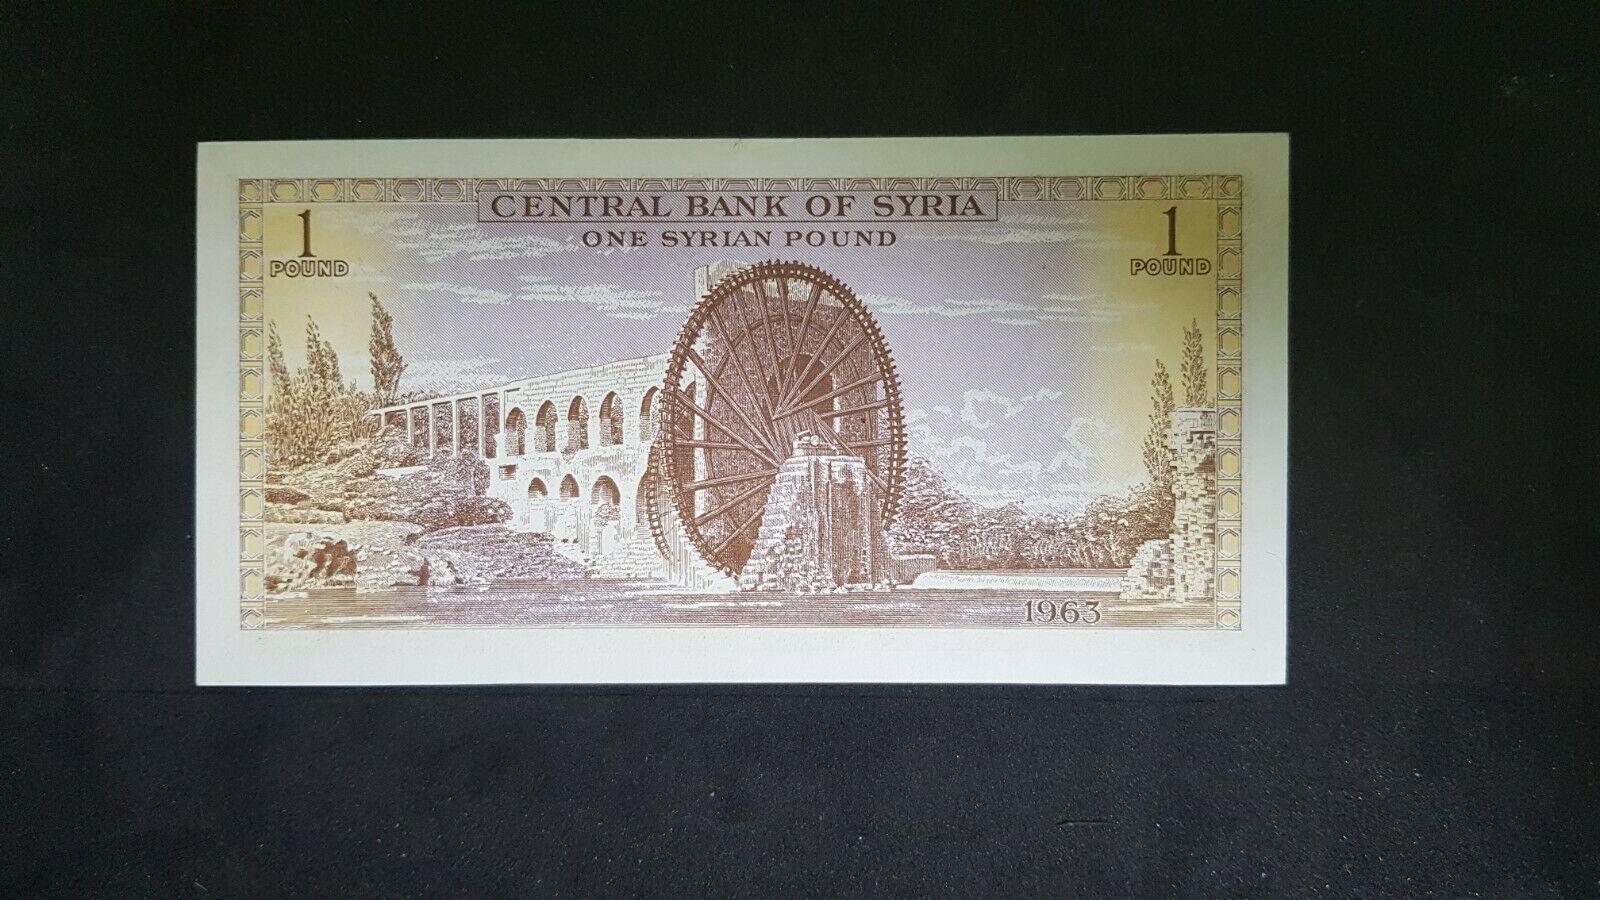 CENTRAL BANK OF SYRIA
ONE SYRIAN POUND
1
POUND
1
POUND
1963